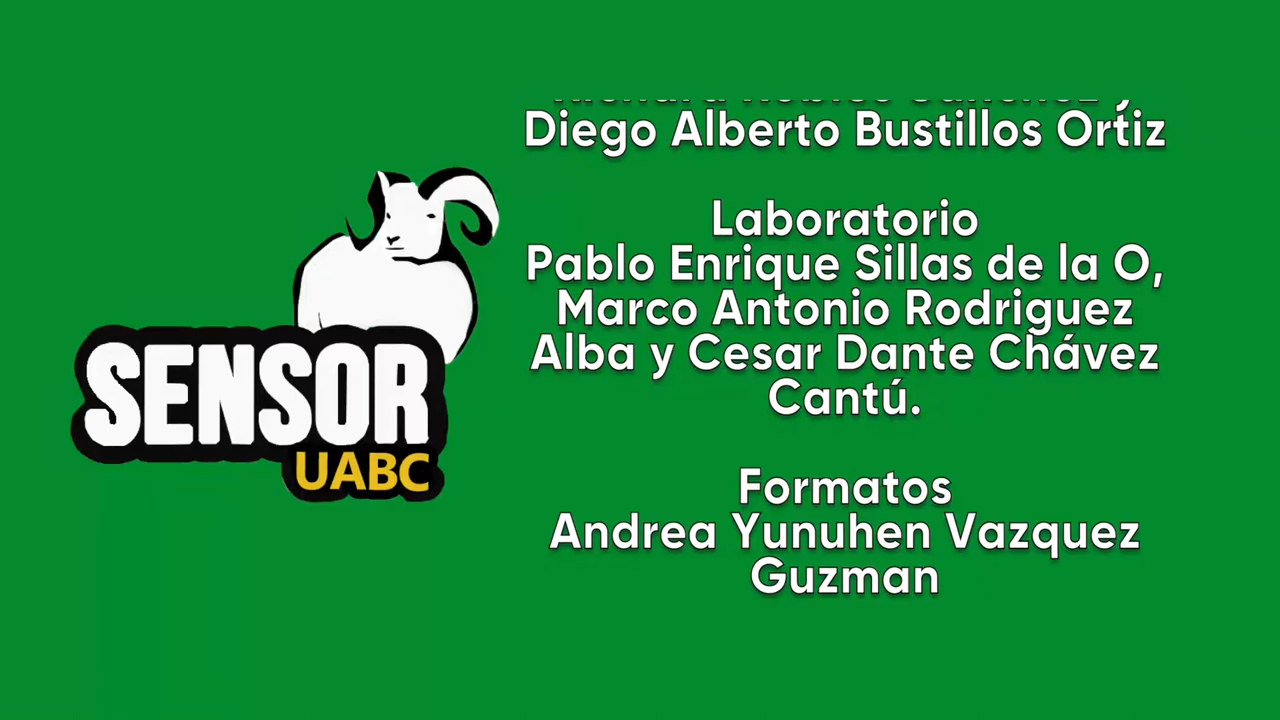 SENSOR
UABC
Diego Alberto Bustillos Ortiz
Laboratorio
Pablo Enrique Sillas de la O,
Marco Antonio Rodriguez
Alba y Cesar Dante Chávez
Cantú.
Formatos
Andrea Yunuhen Vazquez
Guzman